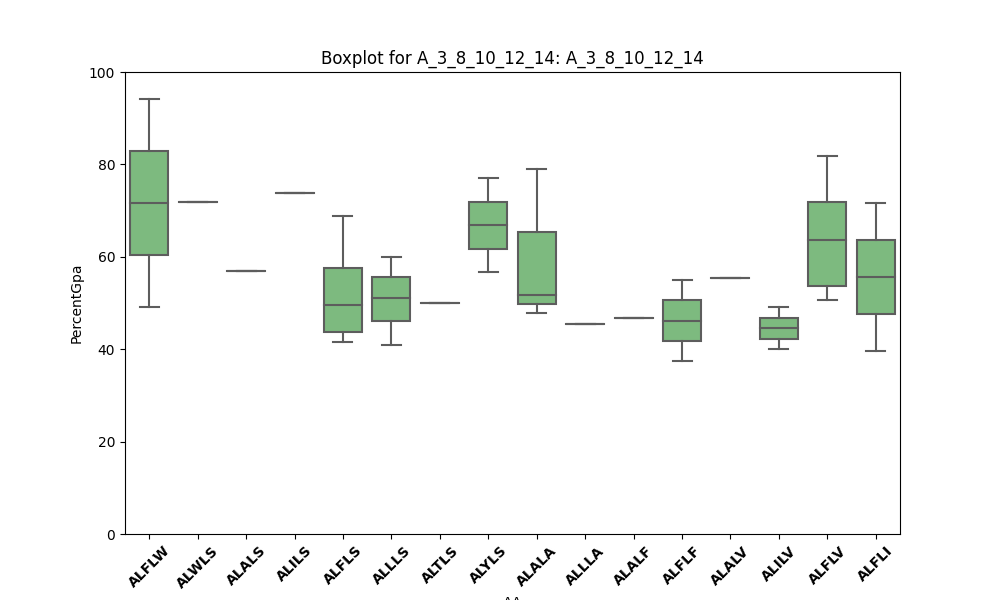 Boxplot for A_3_8_10_12_14: A_3_8_10_12_14
PercentGpa
100
80
60
40
20
0
ALFLW
ALWLS
ALALS
ALILS
ALFLS
ALLLS
ALTLS
ALYLS
ALALA
ALLLA
ALALF
ALFLF
ALALV
ALILV
ALFLV
ALFLI